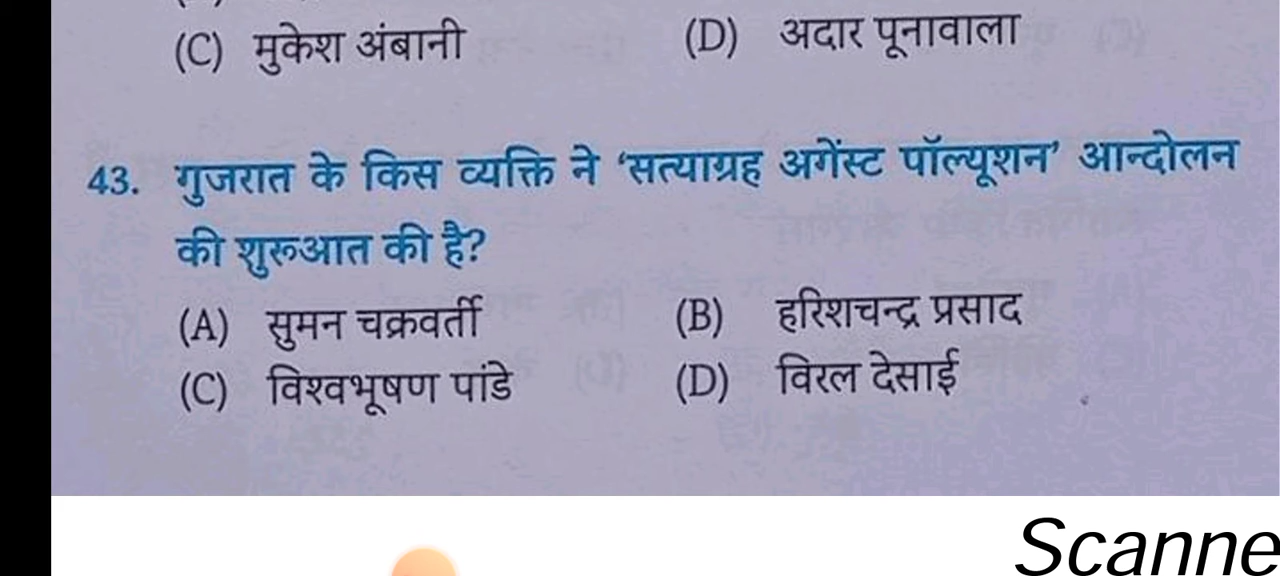 (C) मुकेश अंबानी (D) अदार पूनावाला
43. गुजरात के किस व्यक्ति ने ‘सत्याग्रह अगेंस्ट पॉल्यूशन’ आन्दोलन
की शुरूआत की है?
(A) सुमन चक्रवर्ती (B) हरिशचन्द्र प्रसाद
(C) विश्वभूषण पांडे (D) विरल देसाई
Scanne